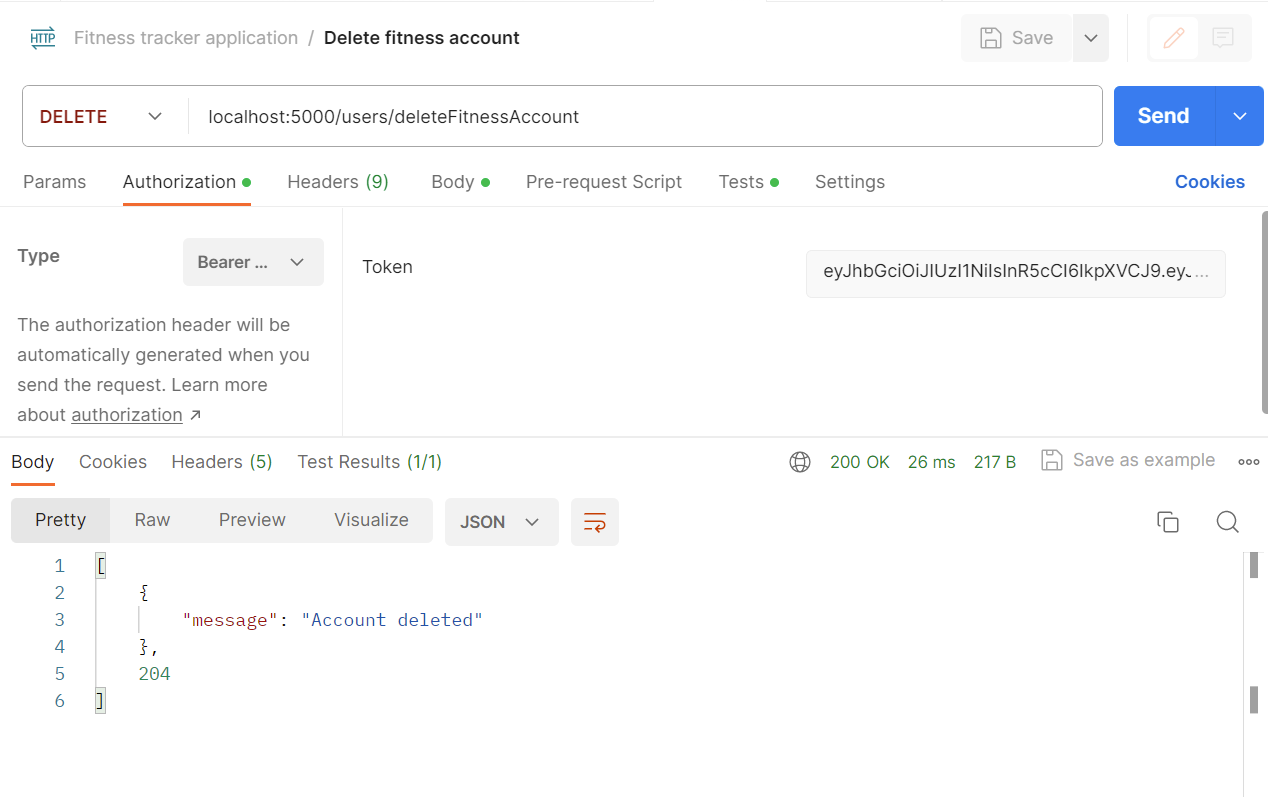 HTTP Fitness tracker application / Delete fitness account Save
DELETE localhost:5000/users/deleteFitnessAccount Send
Params Authorization Headers (9) Body Pre-request Script Tests Settings Cookies
Type Bearer ... Token eyJhbGciOiJIUzI1NiIsInR5cCI6IkpXVCJ9.eyJ...
The authorization header will be
automatically generated when you
send the request. Learn more
about authorization ↗
Body Cookies Headers (5) Test Results (1/1) 200 OK 26 ms 217 B Save as example
Pretty Raw Preview Visualize JSON
1 [
2 {
3 "message": "Account deleted"
4 },
5 204
6 ]